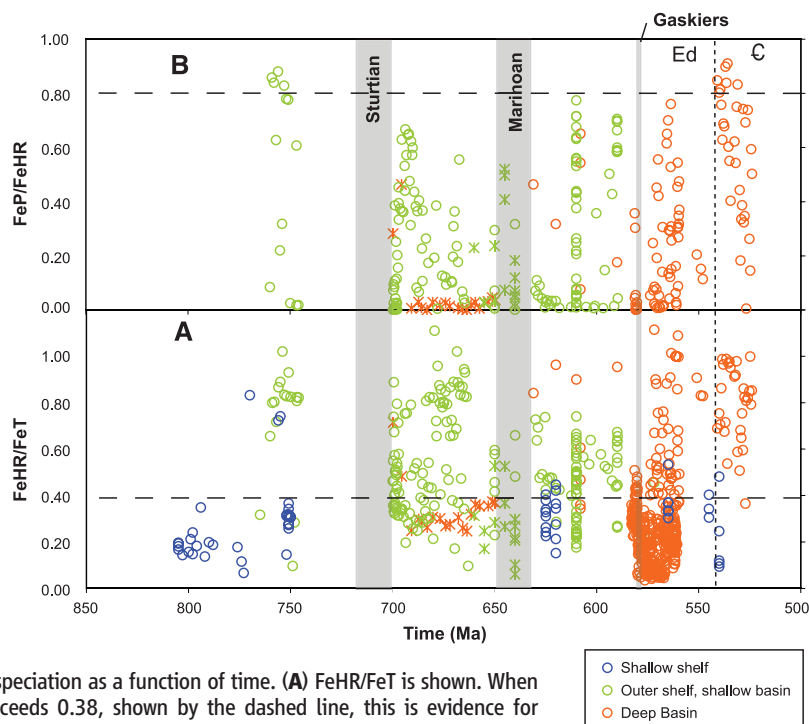 Gaskiers
B
Ed
Ꞓ
Sturtian
Marinoan
FeP/FeHR
1.00
0.80
0.60
0.40
0.20
0.00
A
FeHR/FeT
1.00
0.80
0.60
0.40
0.20
0.00
850 800 750 700 650 600 550 500
Time (Ma)
Shallow shelf
Outer shelf, shallow basin
Deep Basin
speciation as a function of time. (A) FeHR/FeT is shown. When
ceeds 0.38, shown by the dashed line, this is evidence for